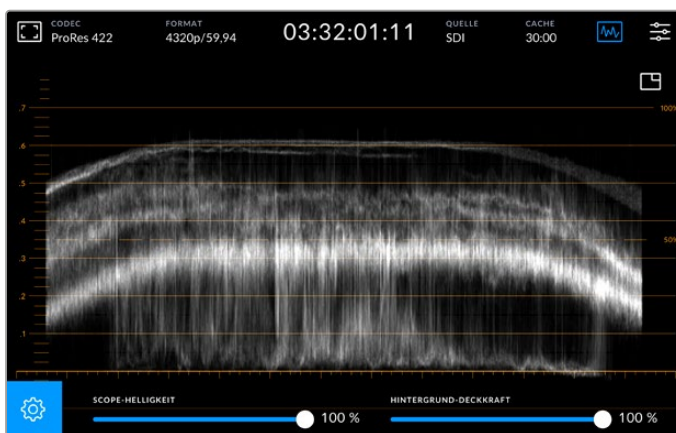 CODEC
ProRes 422
FORMAT
4320p/59,94
03:32:01:11
QUELLE
SDI
CACHE
30:00
.7
100%
.6
.5
.4
50%
.3
.2
.1
SCOPE-HELLIGKEIT
100 %
HINTERGRUND-DECKKRAFT
100 %